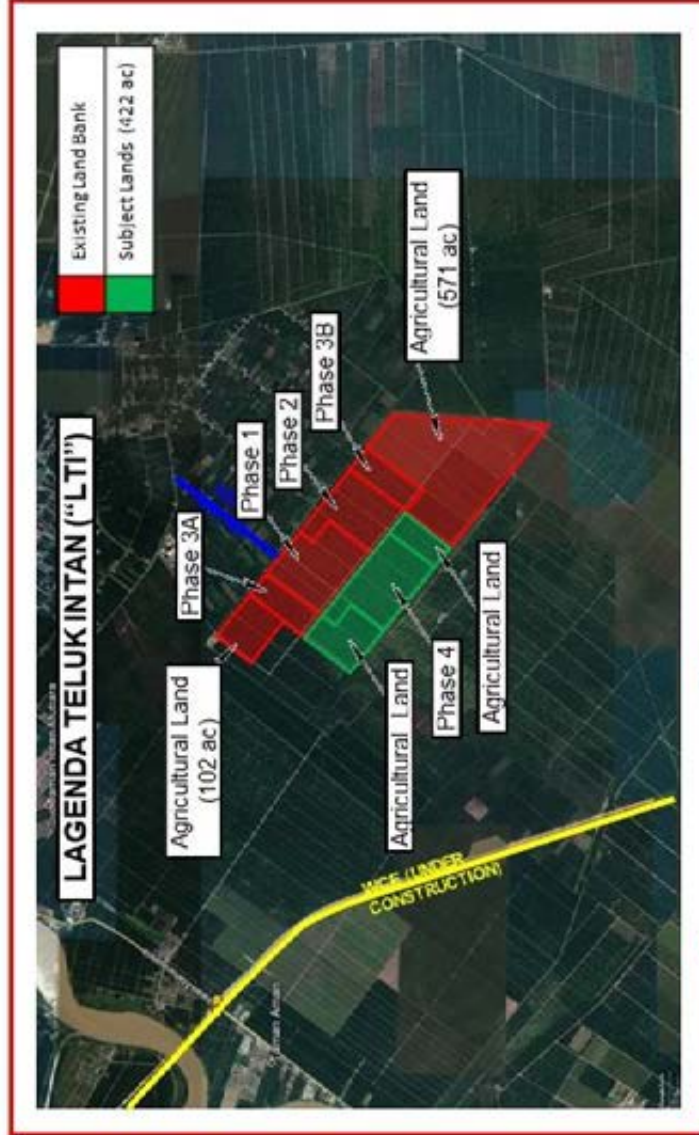 LAGENDA TELUK INTAN ("LTI")
Existing Land Bank
Subject Lands (422 ac)
Agricultural Land
(102 ac)
Phase 3A
Phase 1
Phase 2
Phase 3B
Agricultural Land
(571 ac)
Agricultural Land
Phase 4
Agricultural Land
WCE (UNDER
CONSTRUCTION)